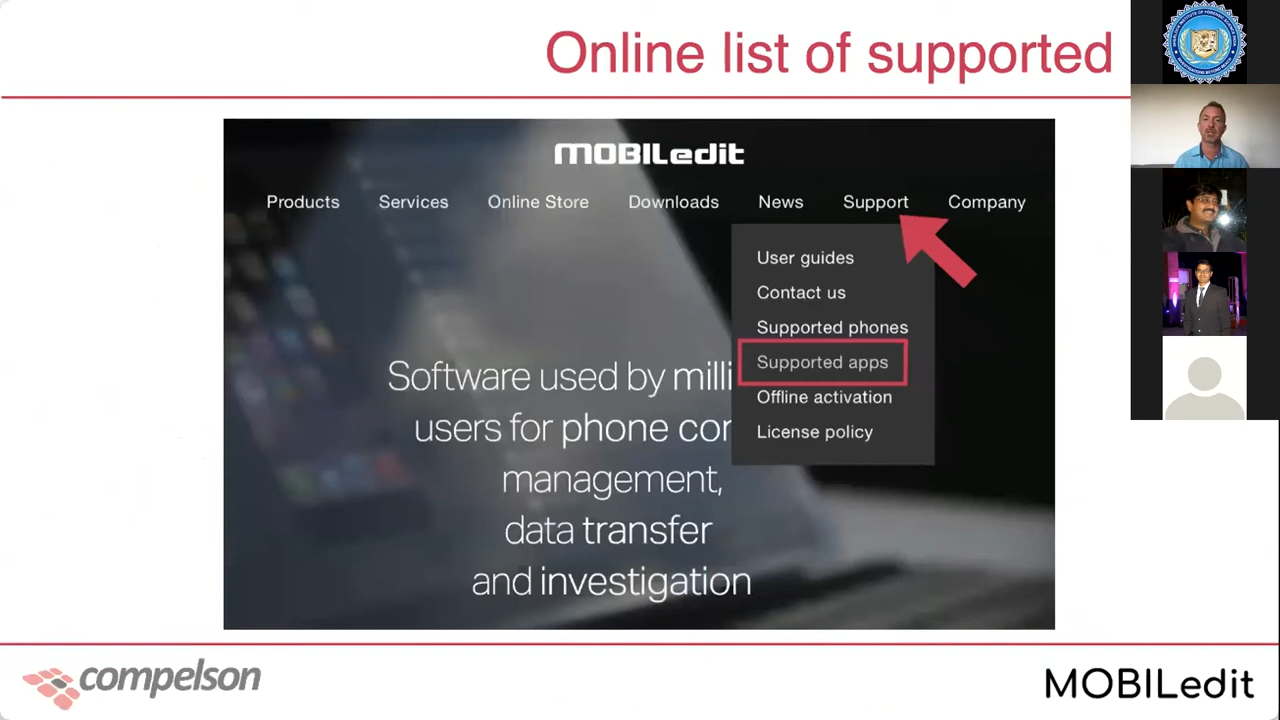 Online list of supported
MOBILedit
Products Services Online Store Downloads News Support Company
User guides
Contact us
Supported phones
Supported apps
Offline activation
License policy
Software used by milli
users for phone con
management,
data transfer
and investigation
compelson
MOBILedit